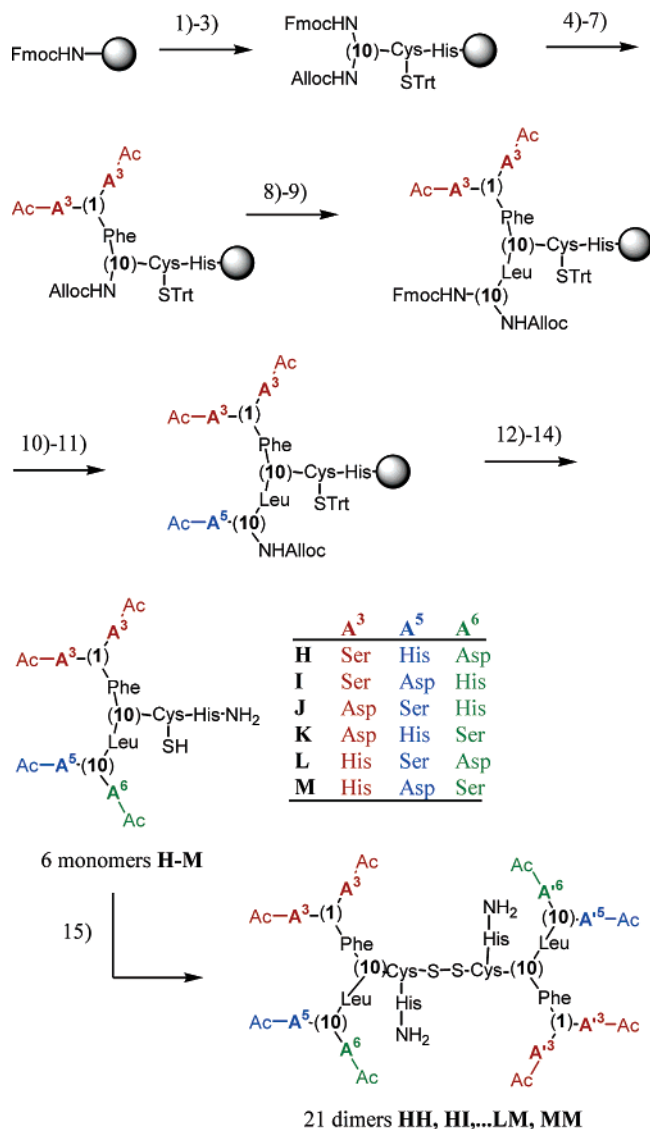 FmocHN
1)-3)
FmocHN
(10)-Cys-His
AllocHN
STrt
4)-7)
Ac
A³
Ac-A³-(1)
Phe
(10)-Cys-His
AllocHN
STrt
8)-9)
Ac
A³
Ac-A³-(1)
Phe
(10)-Cys-His
Leu
STrt
FmocHN-(10)
NHAlloc
10)-11)
Ac
A³
Ac-A³-(1)
Phe
(10)-Cys-His
Leu
STrt
Ac-A⁵-(10)
NHAlloc
12)-14)
Ac
A³
Ac-A³-(1)
Phe
(10)-Cys-His-NH₂
Leu
SH
Ac-A⁵-(10)
A⁶
Ac
6 monomers H-M
A³ A⁵ A⁶
H Ser His Asp
I Ser Asp His
J Asp Ser His
K Asp His Ser
L His Ser Asp
M His Asp Ser
15)
Ac
A³
Ac-A³-(1)
Phe
(10)Cys-S-S-Cys-(10)
Leu
His
NH₂
Ac-A⁵-(10)
A⁶
Ac
NH₂
His
Ac
A'⁶
(10)-A'⁵-Ac
Leu
Phe
(1)-A'³-Ac
A'³
Ac
21 dimers HH, HI,...LM, MM